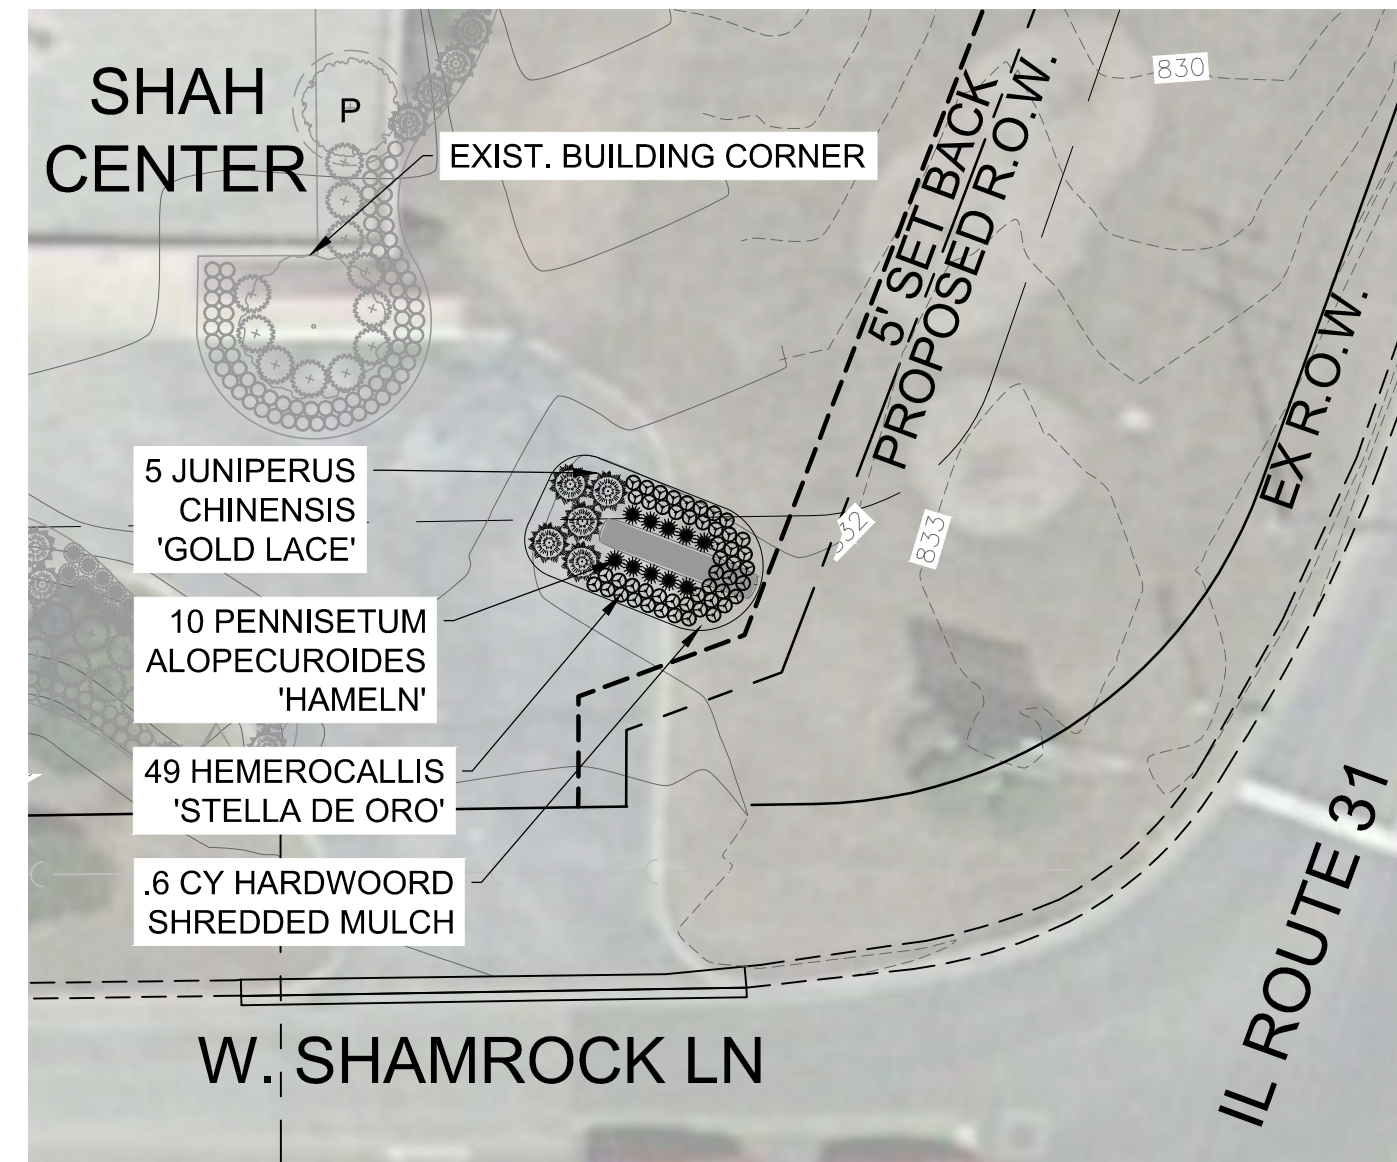 SHAH
CENTER
P
EXIST. BUILDING CORNER
830
5' SET BACK
PROPOSED R.O.W.
EX R.O.W.
5 JUNIPERUS
CHINENSIS
'GOLD LACE'
832
833
10 PENNISETUM
ALOPECUROIDES
'HAMELN'
49 HEMEROCALLIS
'STELLA DE ORO'
.6 CY HARDWOORD
SHREDDED MULCH
IL ROUTE 31
W. SHAMROCK LN